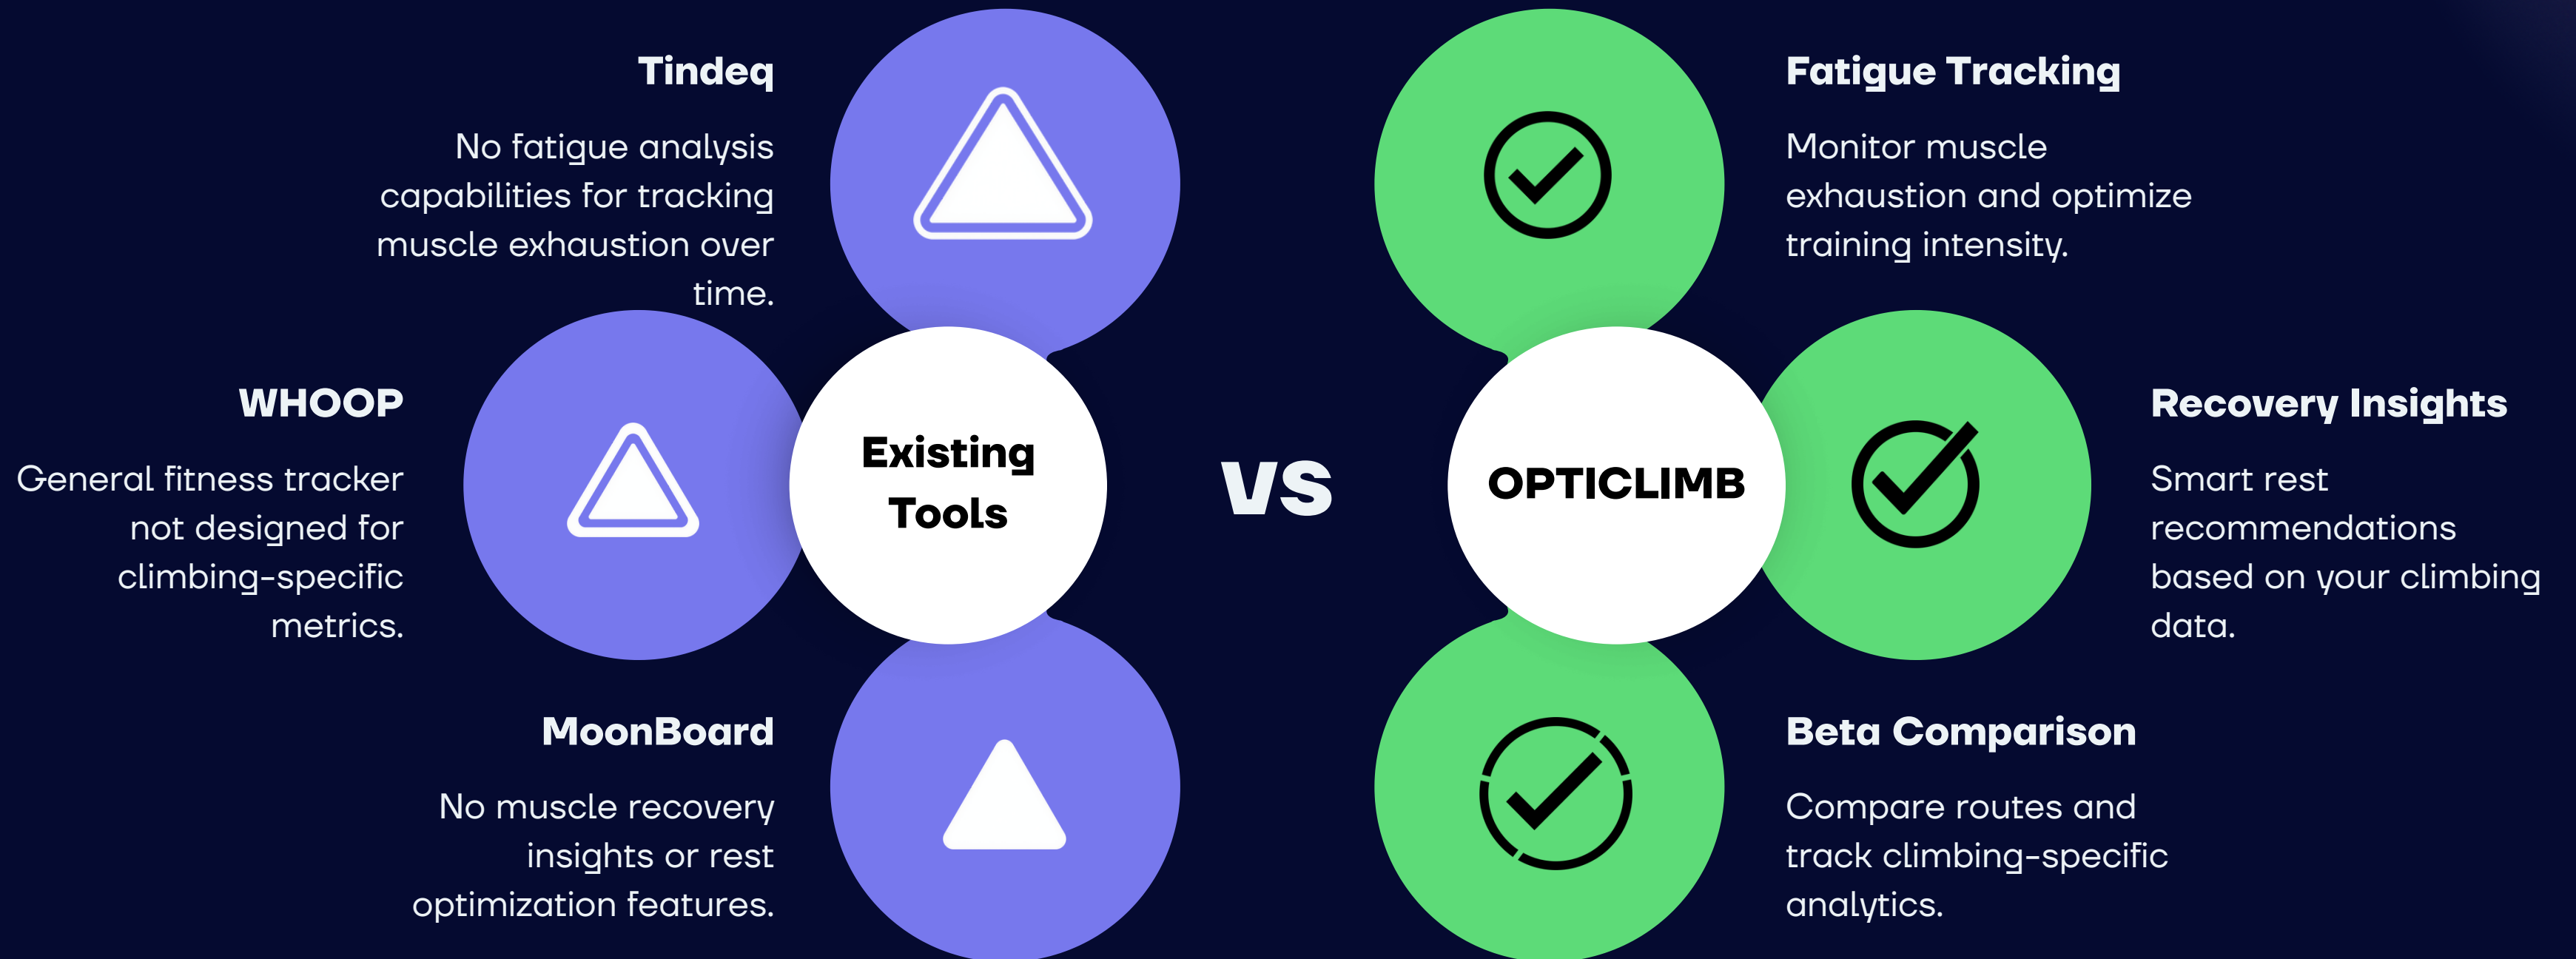 Tindeq
No fatigue analysis
capabilities for tracking
muscle exhaustion over
time.
WHOOP
General fitness tracker
not designed for
climbing-specific
metrics.
MoonBoard
No muscle recovery
insights or rest
optimization features.
Existing
Tools
VS
OPTICLIMB
Fatigue Tracking
Monitor muscle
exhaustion and optimize
training intensity.
Recovery Insights
Smart rest
recommendations
based on your climbing
data.
Beta Comparison
Compare routes and
track climbing-specific
analytics.